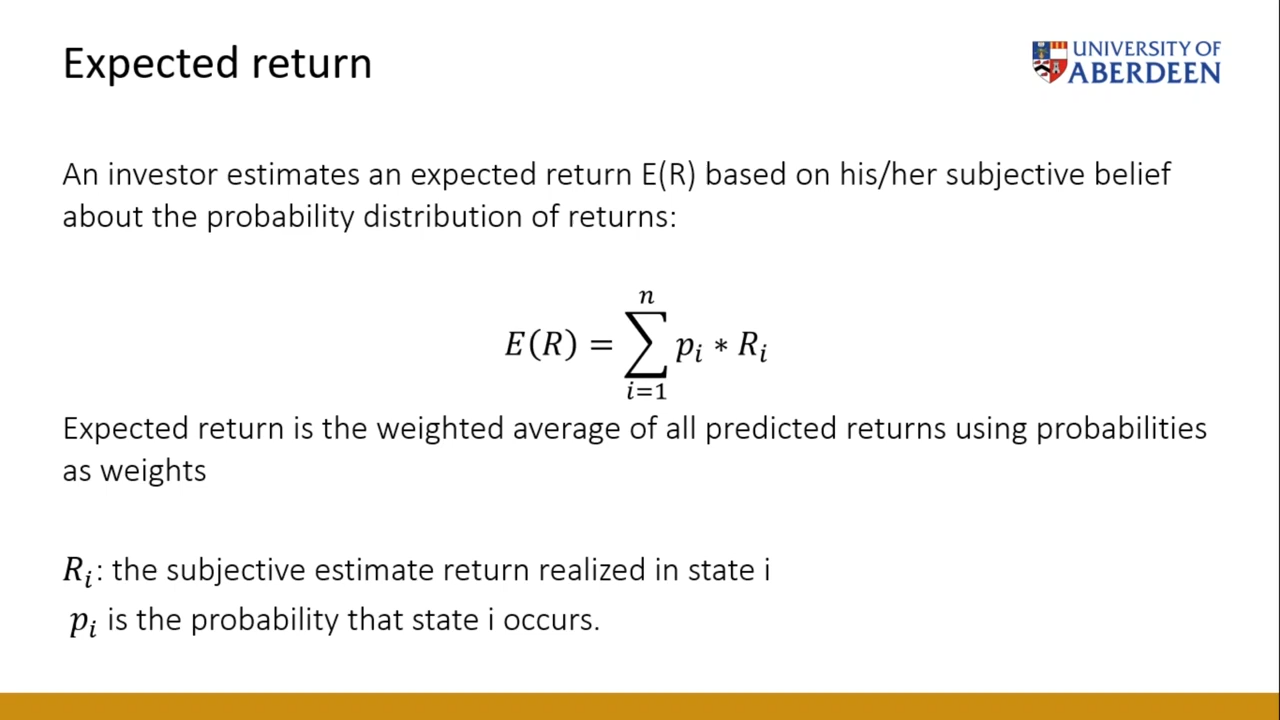 Expected return
UNIVERSITY OF
ABERDEEN
An investor estimates an expected return E(R) based on his/her subjective belief
about the probability distribution of returns:
n
E(R) = ∑ pᵢ * Rᵢ
i=1
Expected return is the weighted average of all predicted returns using probabilities
as weights
Rᵢ: the subjective estimate return realized in state i
pᵢ is the probability that state i occurs.